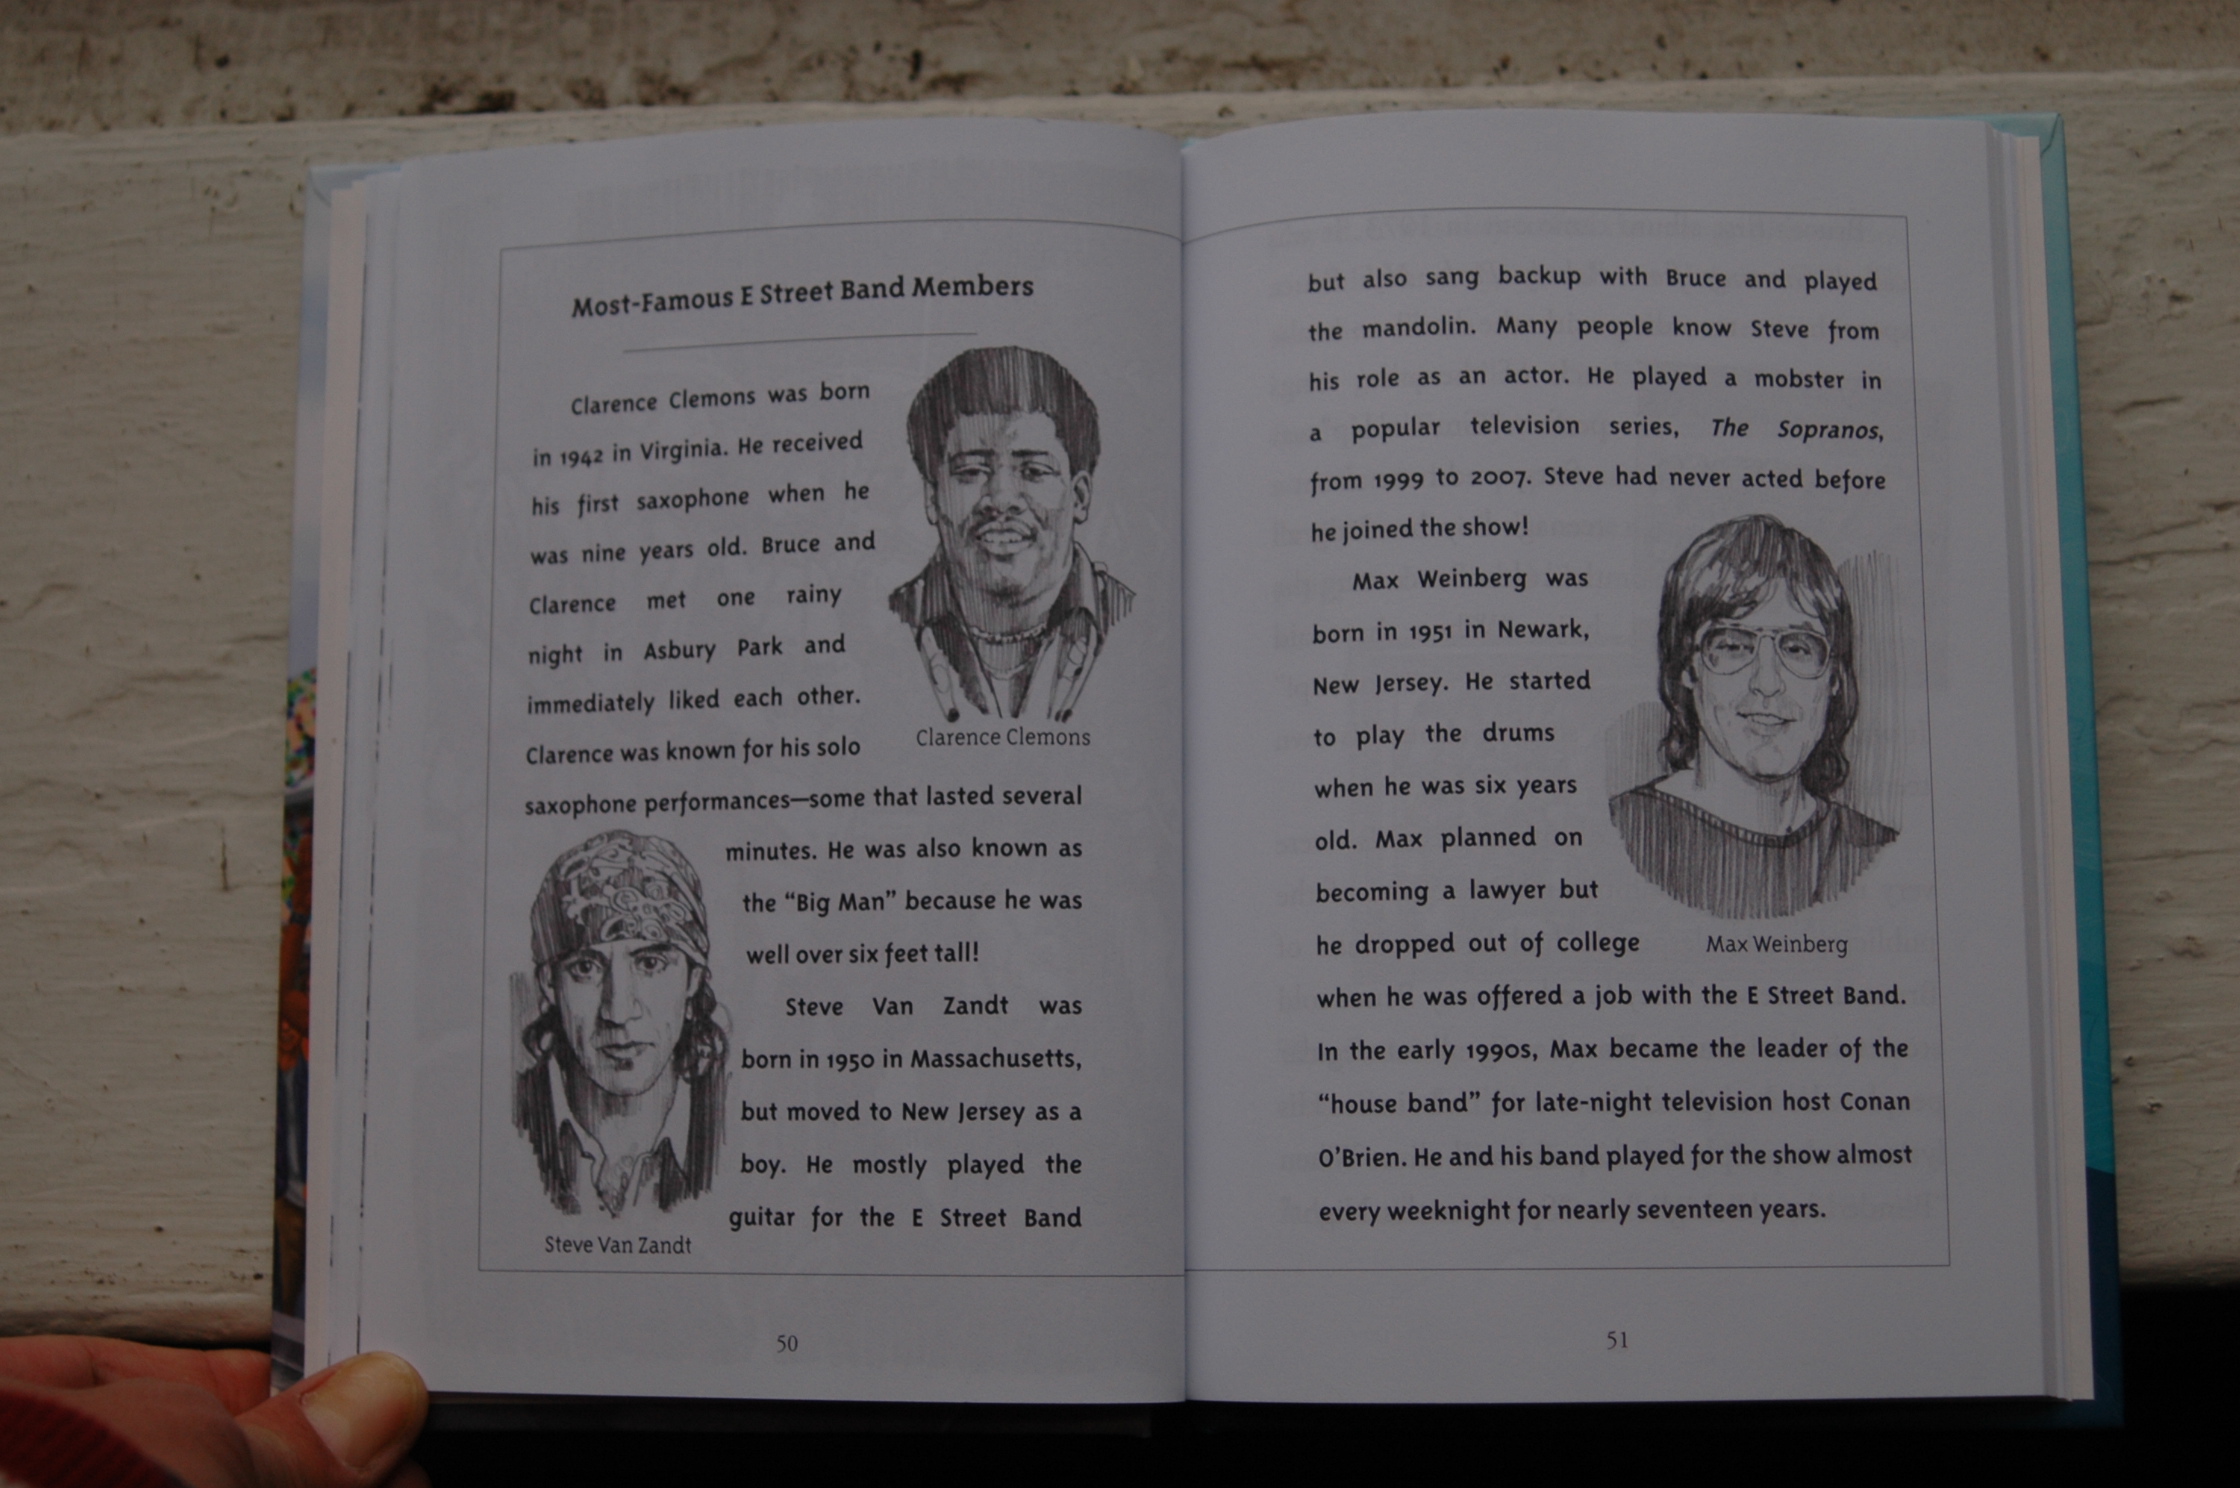 Most-Famous E Street Band Members
Clarence Clemons was born
in 1942 in Virginia. He received
his first saxophone when he
was nine years old. Bruce and
Clarence met one rainy
night in Asbury Park and
immediately liked each other.
Clarence was known for his solo
saxophone performances—some that lasted several
minutes. He was also known as
the “Big Man” because he was
well over six feet tall!
Clarence Clemons
Steve Van Zandt was
born in 1950 in Massachusetts,
but moved to New Jersey as a
boy. He mostly played the
guitar for the E Street Band
Steve Van Zandt
50
but also sang backup with Bruce and played
the mandolin. Many people know Steve from
his role as an actor. He played a mobster in
a popular television series, The Sopranos,
from 1999 to 2007. Steve had never acted before
he joined the show!
Max Weinberg was
born in 1951 in Newark,
New Jersey. He started
to play the drums
when he was six years
old. Max planned on
becoming a lawyer but
he dropped out of college
Max Weinberg
when he was offered a job with the E Street Band.
In the early 1990s, Max became the leader of the
“house band” for late-night television host Conan
O’Brien. He and his band played for the show almost
every weeknight for nearly seventeen years.
51